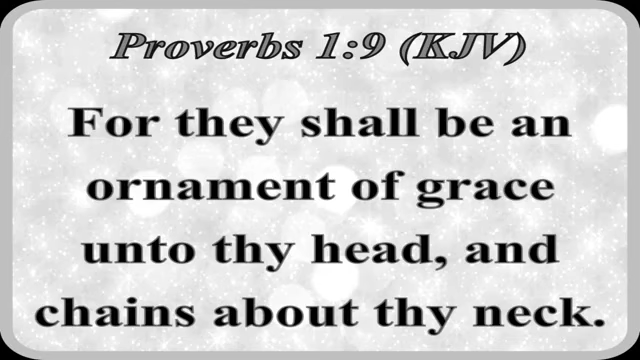 Proverbs 1:9 (KJV)
For they shall be an
ornament of grace
unto thy head, and
chains about thy neck.